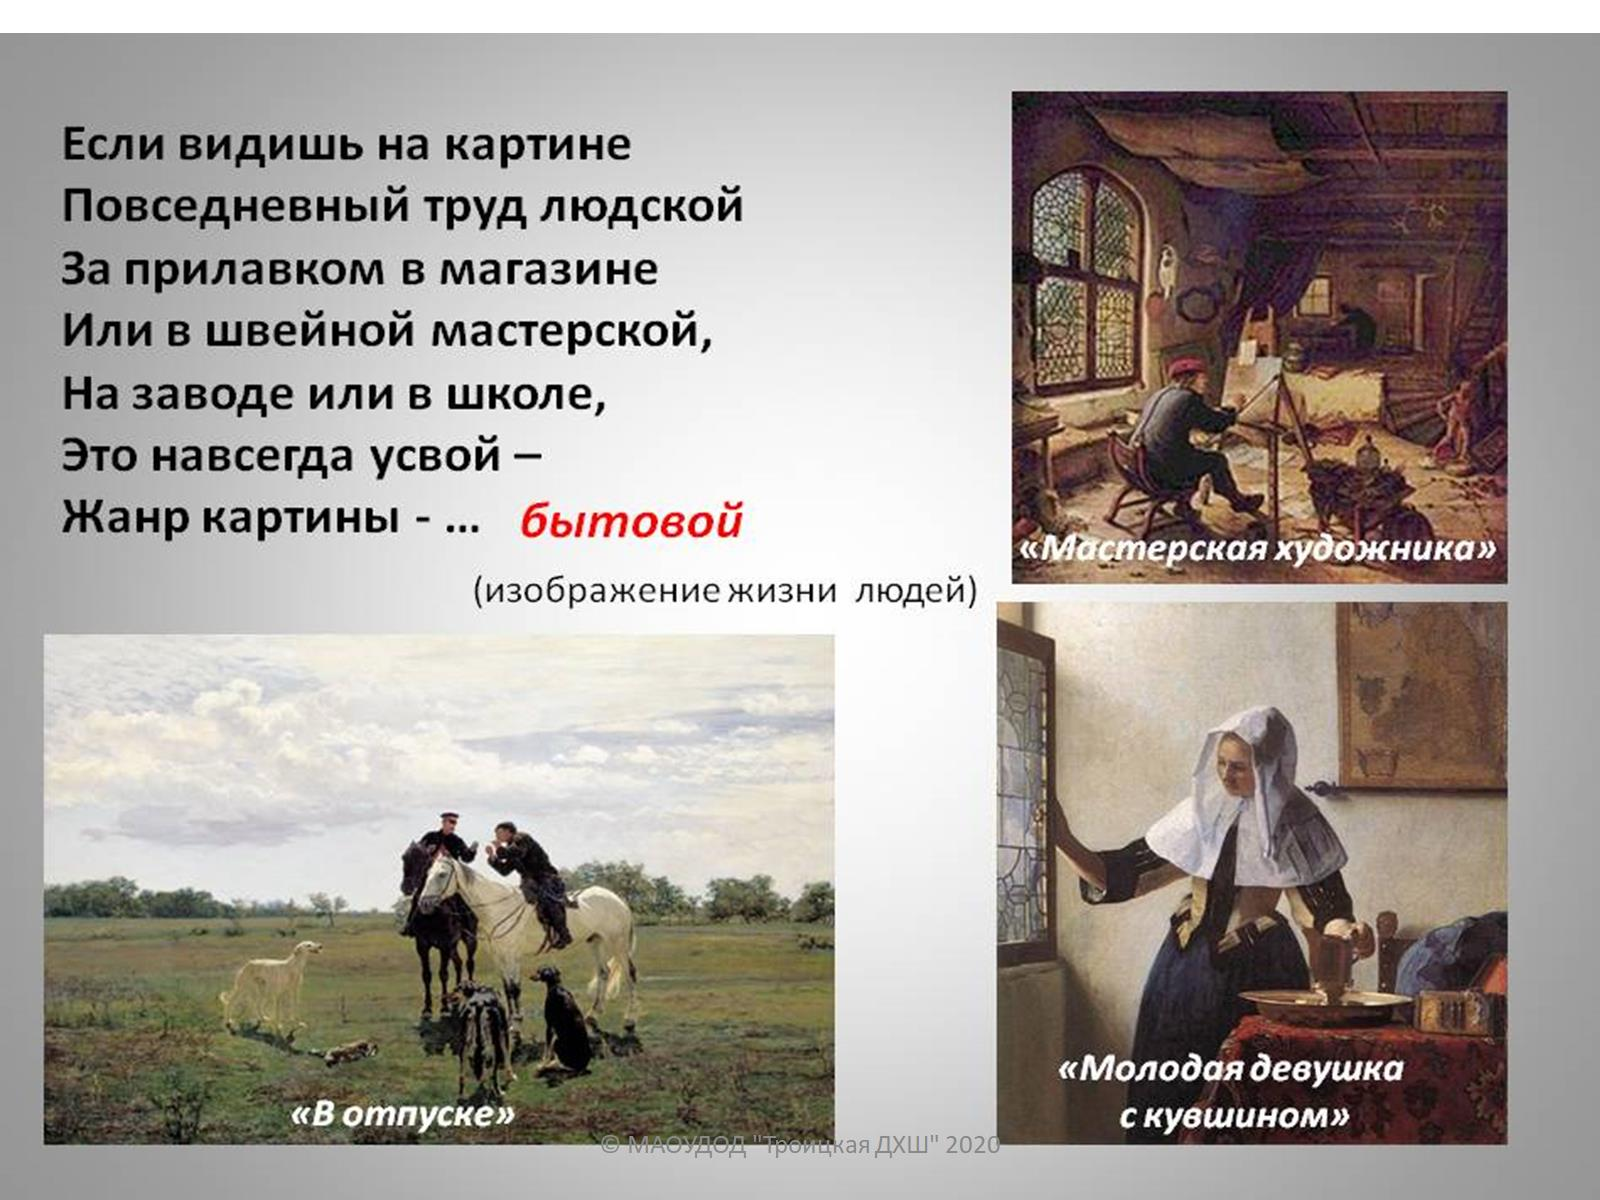 Если видишь на картине
Повседневный труд людской
За прилавком в магазине
Или в швейной мастерской,
На заводе или в школе,
Это навсегда усвой –
Жанр картины - ... бытовой
(изображение жизни людей)
«Мастерская художника»
«В отпуске»
«Молодая девушка
с кувшином»
© МАОУДОД "Троицкая ДХШ" 2020